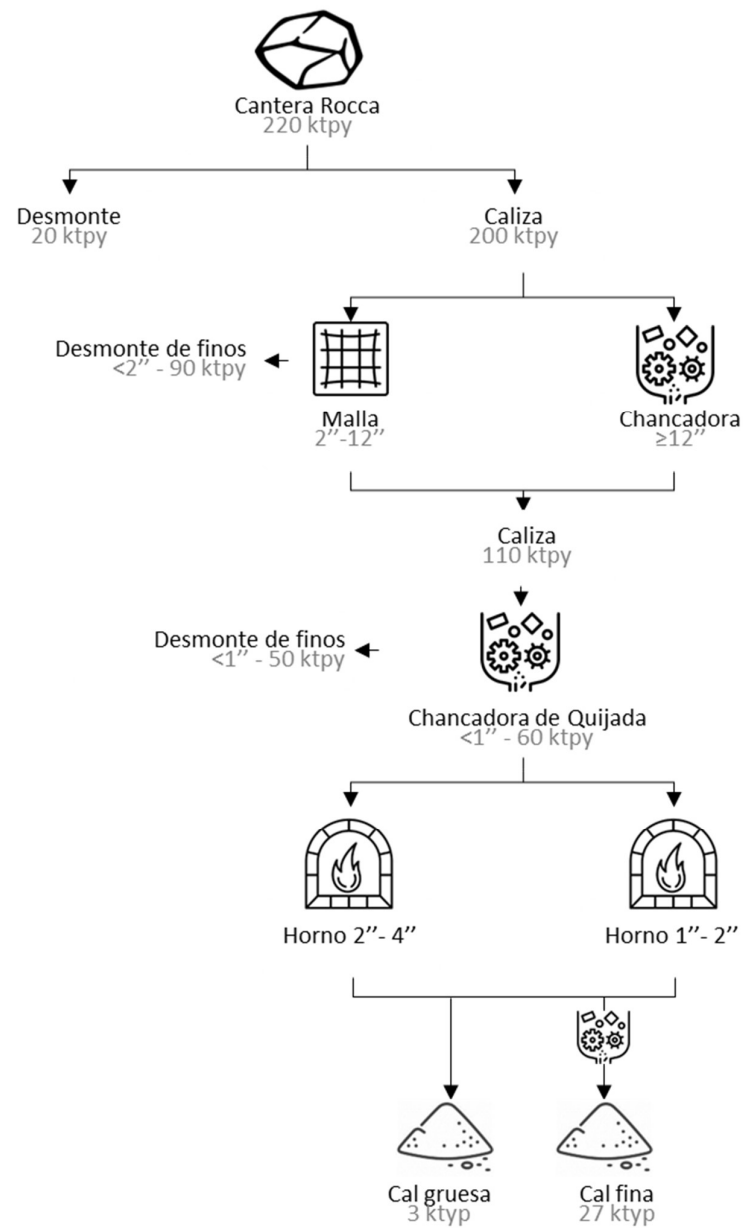 Cantera Rocca
220 ktpy
Desmonte
20 ktpy
Caliza
200 ktpy
Desmonte de finos
<2’’ - 90 ktpy
Malla
2’’-12’’
Chancadora
≥12’’
Caliza
110 ktpy
Desmonte de finos
<1’’ - 50 ktpy
Chancadora de Quijada
<1’’ - 60 ktpy
Horno 2’’- 4’’
Horno 1’’- 2’’
Cal gruesa
3 ktyp
Cal fina
27 ktyp